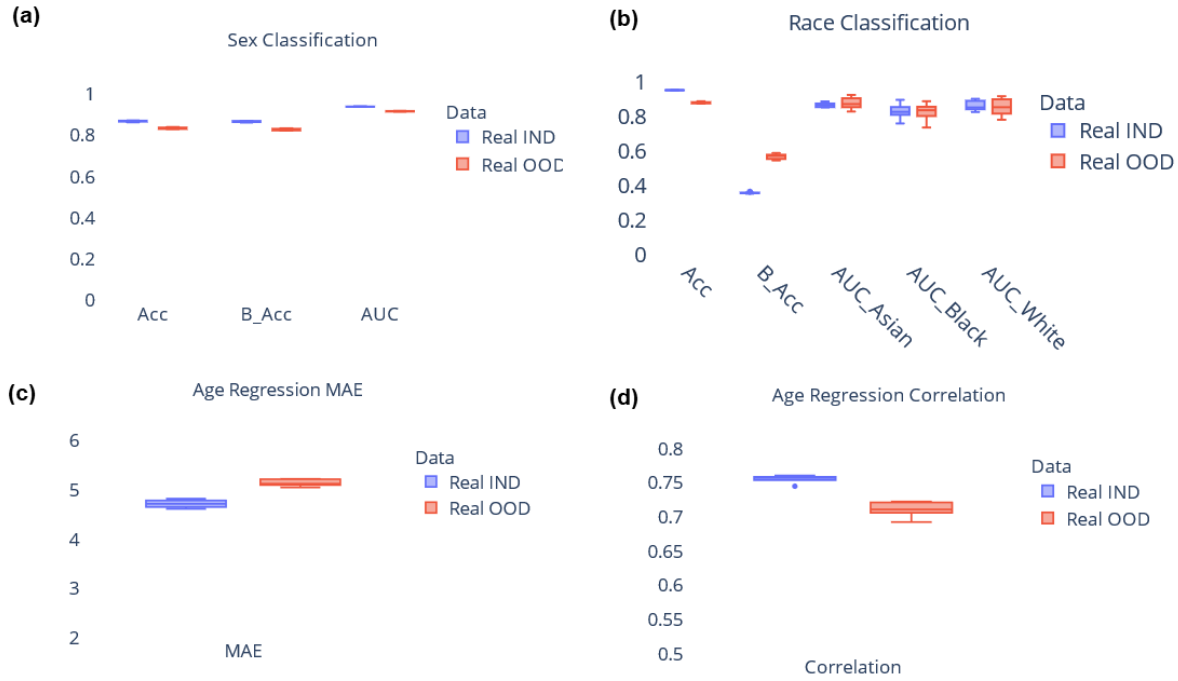 (a)
Sex Classification
1
0.8
0.6
0.4
0.2
0
Acc
B_Acc
AUC
Data
Real IND
Real OOD
(b)
Race Classification
1
0.8
0.6
0.4
0.2
0
Acc
B_Acc
AUC_Asian
AUC_Black
AUC_White
Data
Real IND
Real OOD
(c)
Age Regression MAE
6
5
4
3
2
MAE
Data
Real IND
Real OOD
(d)
Age Regression Correlation
0.8
0.75
0.7
0.65
0.6
0.55
0.5
Correlation
Data
Real IND
Real OOD